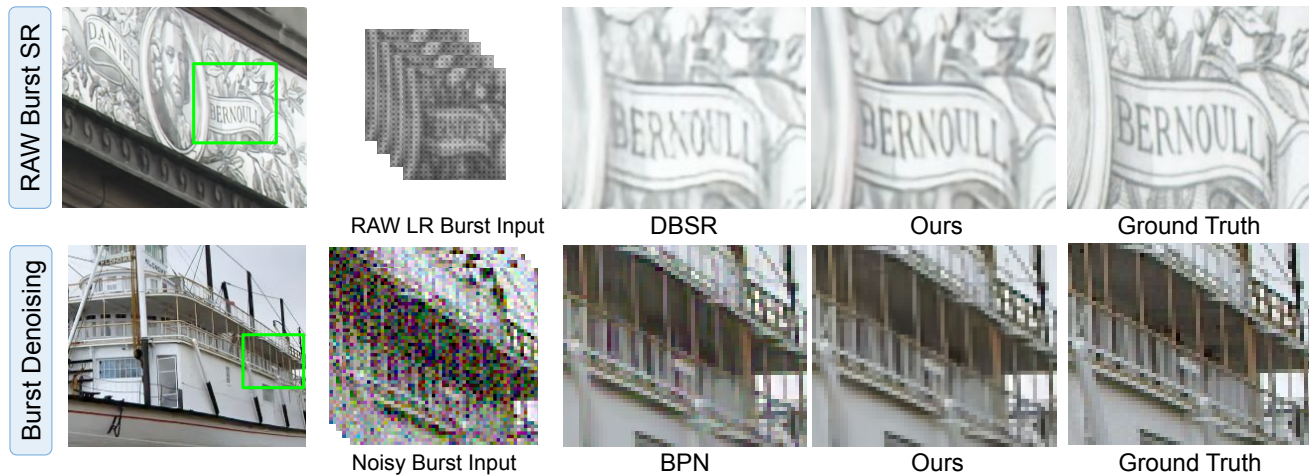 RAW Burst SR
DANIEL
BERNOULL
RAW LR Burst Input
BERNOULL
DBSR
BERNOULL
Ours
BERNOULL
Ground Truth
Burst Denoising
Noisy Burst Input
BPN
Ours
Ground Truth